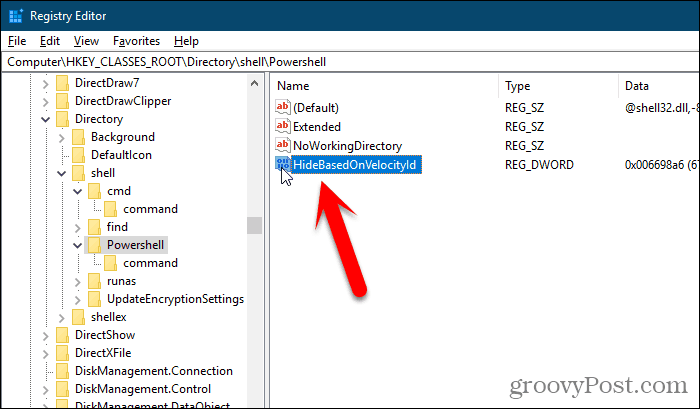 Registry Editor
File Edit View Favorites Help
Computer\HKEY_CLASSES_ROOT\Directory\shell\Powershell
DirectDraw7
DirectDrawClipper
Directory
Background
DefaultIcon
shell
cmd
command
find
Powershell
command
runas
UpdateEncryptionSettings
shellex
DirectShow
DirectXFile
DiskManagement.Connection
DiskManagement.Control
DiskManagement.DataObject
Name Type Data
(Default) REG_SZ @shell32.dll,-8
Extended REG_SZ
NoWorkingDirectory REG_SZ
HideBasedOnVelocityId REG_DWORD 0x006698a6 (67
groovyPost.com